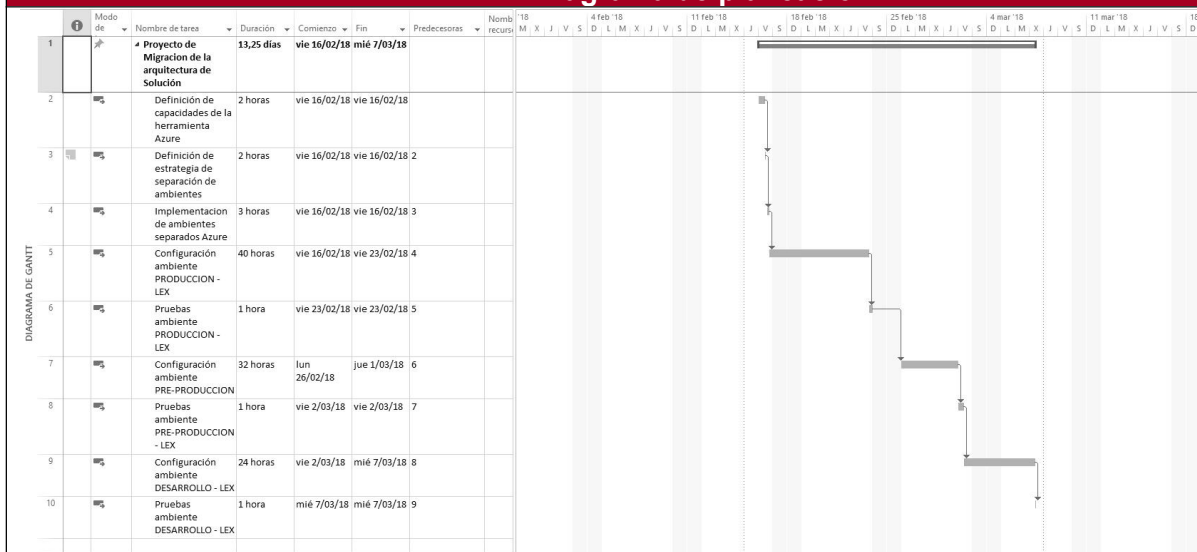 Modo de
Nombre de tarea
Duración
Comienzo
Fin
Predecesoras
Nomb recurs
'18
4 feb '18
11 feb '18
18 feb '18
25 feb '18
4 mar '18
11 mar '18
18
M X J V S D L M X J V S D L M X J V S D L M X J V S D L M X J V S D L M X J V S D L M X J V S D
DIAGRAMA DE GANTT
1 Proyecto de 13,25 días vie 16/02/18 mié 7/03/18
Migracion de la
arquitectura de
Solución
2 Definición de 2 horas vie 16/02/18 vie 16/02/18
capacidades de la
herramienta
Azure
3 Definición de 2 horas vie 16/02/18 vie 16/02/18 2
estrategia de
separación de
ambientes
4 Implementacion 3 horas vie 16/02/18 vie 16/02/18 3
de ambientes
separados Azure
5 Configuración 40 horas vie 16/02/18 vie 23/02/18 4
ambiente
PRODUCCION -
LEX
6 Pruebas 1 hora vie 23/02/18 vie 23/02/18 5
ambiente
PRODUCCION -
LEX
7 Configuración 32 horas lun jue 1/03/18 6
ambiente 26/02/18
PRE-PRODUCCION
8 Pruebas 1 hora vie 2/03/18 vie 2/03/18 7
ambiente
PRE-PRODUCCION
- LEX
9 Configuración 24 horas vie 2/03/18 mié 7/03/18 8
ambiente
DESARROLLO - LEX
10 Pruebas 1 hora mié 7/03/18 mié 7/03/18 9
ambiente
DESARROLLO - LEX